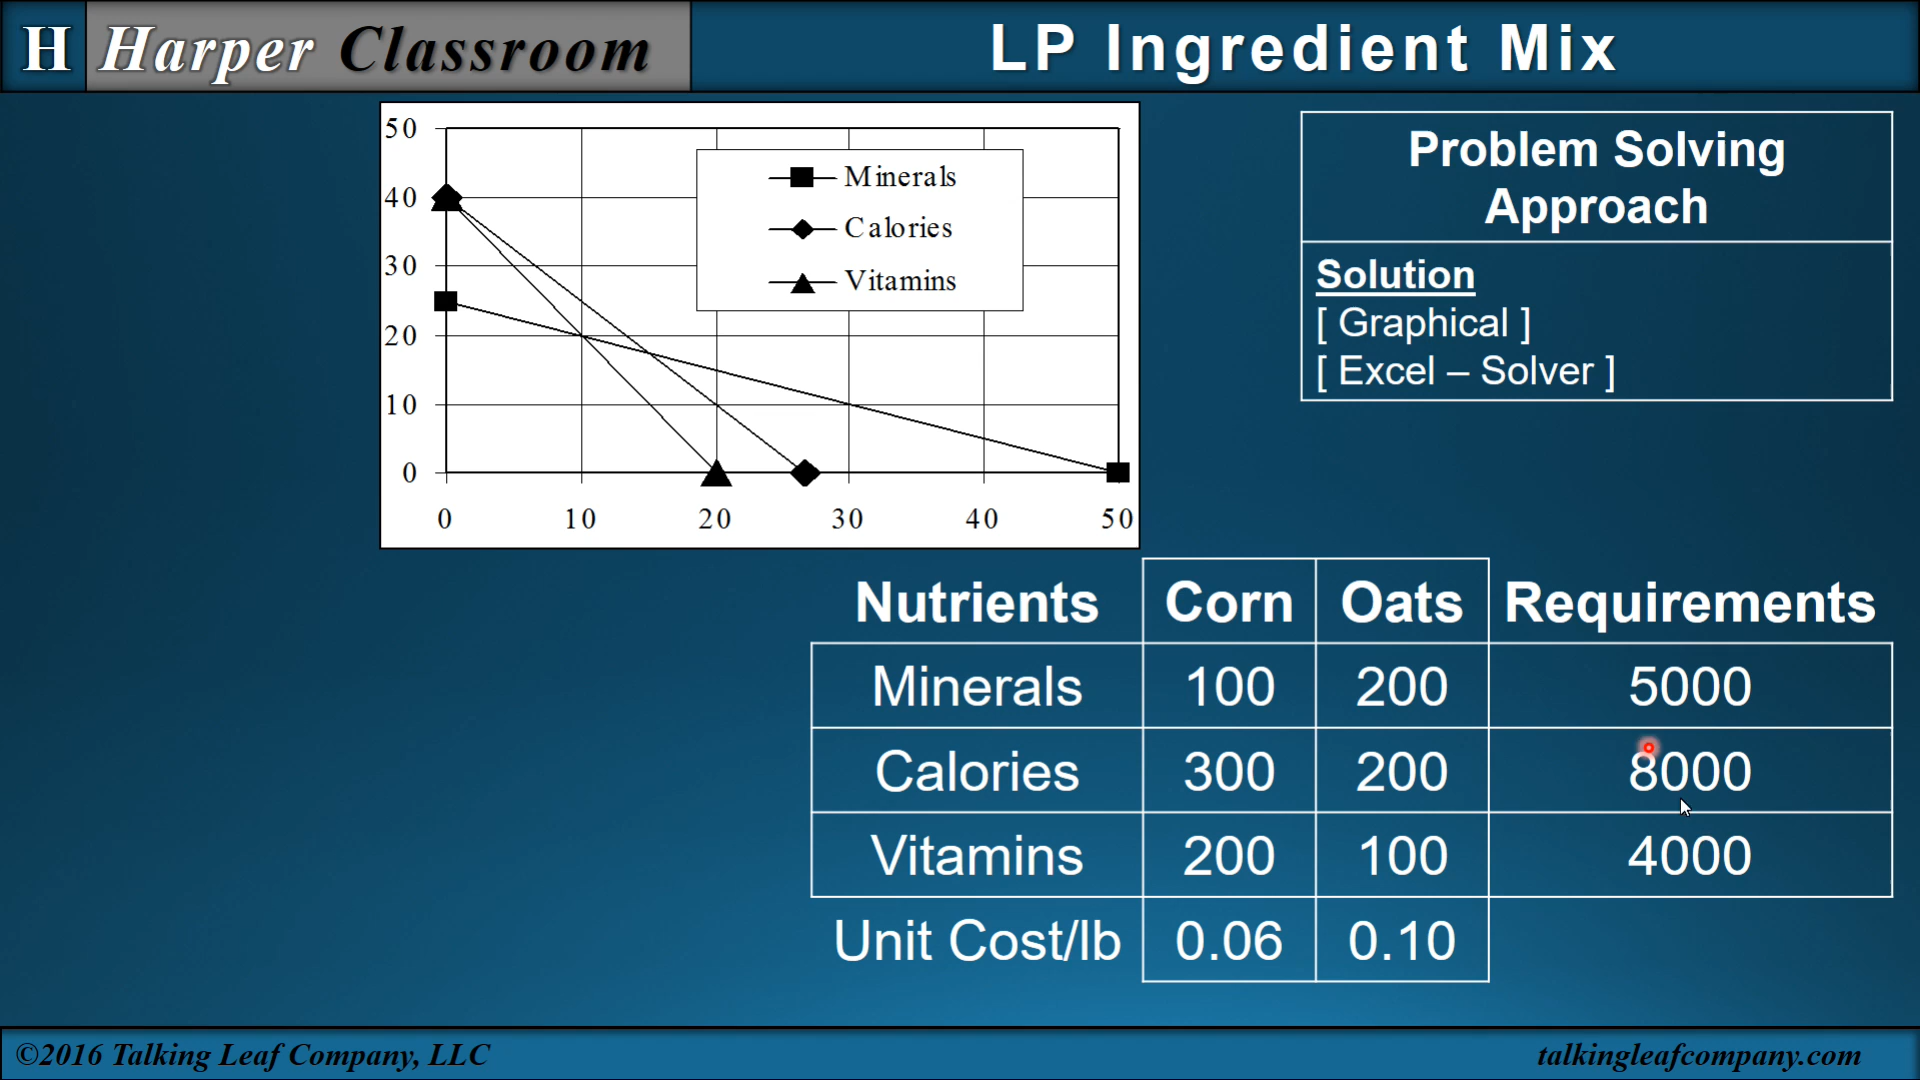 H Harper Classroom
LP Ingredient Mix
50
40
30
20
10
0
0 10 20 30 40 50
Minerals
Calories
Vitamins
Problem Solving
Approach
Solution
[ Graphical ]
[ Excel – Solver ]
Nutrients Corn Oats Requirements
Minerals 100 200 5000
Calories 300 200 8000
Vitamins 200 100 4000
Unit Cost/lb 0.06 0.10
©2016 Talking Leaf Company, LLC
talkingleafcompany.com